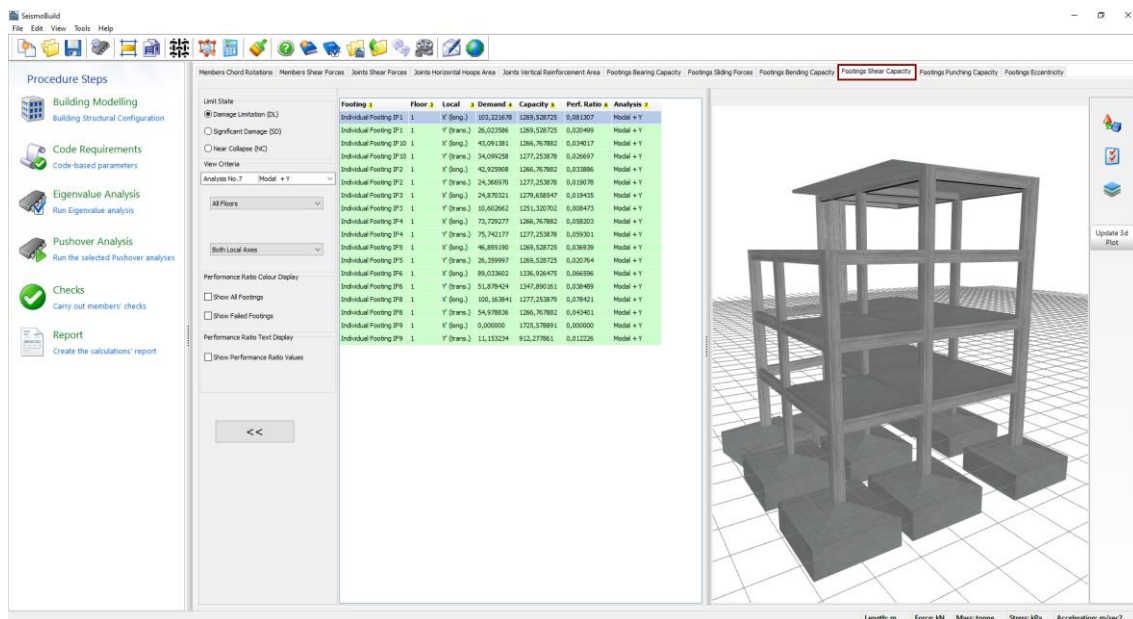 SeismoBuild
File Edit View Tools Help
Procedure Steps
Building Modelling
Building Structural Configuration
Code Requirements
Code-based parameters
Eigenvalue Analysis
Run Eigenvalue analysis
Pushover Analysis
Run the selected Pushover analyses
Checks
Carry out members' checks
Report
Create the calculations' report
Members Chord Rotations Members Shear Forces Joints Shear Forces Joints Horizontal Hoops Area Joints Vertical Reinforcement Area Footings Bearing Capacity Footings Sliding Forces Footings Bending Capacity Footings Shear Capacity Footings Punching Capacity Footings Eccentricity
Limit State
Damage Limitation (DL)
Significant Damage (SD)
Near Collapse (NC)
View Criteria
Analysis No.7 Modal + Y
All Floors
Both Local Axes
Performance Ratio Colour Display
Show All Footings
Show Failed Footings
Performance Ratio Text Display
Show Performance Ratio Values
<<
Footing 1 Floor 2 Local 3 Demand 4 Capacity 5 Perf. Ratio 6 Analysis 7
Individual Footing IF1 1 X' (long.) 103,221678 1269,528725 0,081307 Modal + Y
Individual Footing IF1 1 Y' (trans.) 26,023586 1269,528725 0,020499 Modal + Y
Individual Footing IF10 1 X' (long.) 43,091381 1266,767882 0,034017 Modal + Y
Individual Footing IF10 1 Y' (trans.) 34,099258 1277,253878 0,026697 Modal + Y
Individual Footing IF2 1 X' (long.) 42,925908 1266,767882 0,033886 Modal + Y
Individual Footing IF2 1 Y' (trans.) 24,366970 1277,253878 0,019078 Modal + Y
Individual Footing IF3 1 X' (long.) 24,870321 1279,658547 0,019435 Modal + Y
Individual Footing IF3 1 Y' (trans.) 10,602662 1251,320702 0,008473 Modal + Y
Individual Footing IF4 1 X' (long.) 73,729277 1266,767882 0,058203 Modal + Y
Individual Footing IF4 1 Y' (trans.) 75,742177 1277,253878 0,059301 Modal + Y
Individual Footing IF5 1 X' (long.) 46,895190 1269,528725 0,036939 Modal + Y
Individual Footing IF5 1 Y' (trans.) 26,359997 1269,528725 0,020764 Modal + Y
Individual Footing IF6 1 X' (long.) 89,033602 1336,926475 0,066596 Modal + Y
Individual Footing IF6 1 Y' (trans.) 51,878424 1347,890161 0,038489 Modal + Y
Individual Footing IF8 1 X' (long.) 100,163841 1277,253879 0,078421 Modal + Y
Individual Footing IF8 1 Y' (trans.) 54,978836 1266,767882 0,043401 Modal + Y
Individual Footing IF9 1 X' (long.) 0,000000 1725,578891 0,000000 Modal + Y
Individual Footing IF9 1 Y' (trans.) 11,153234 912,277861 0,012226 Modal + Y
Update 3d
Plot
Length: m Force: kN Mass: tonne Stress: kPa Acceleration: m/sec2